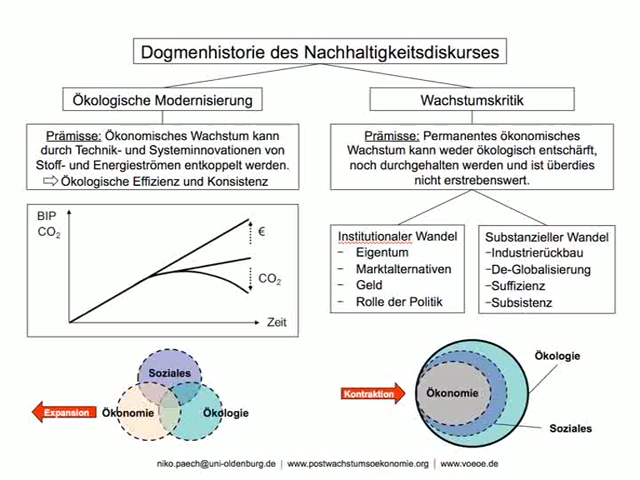 Dogmenhistorie des Nachhaltigkeitsdiskurses
Ökologische Modernisierung
Prämisse: Ökonomisches Wachstum kann
durch Technik- und Systeminnovationen von
Stoff- und Energieströmen entkoppelt werden.
⇨ Ökologische Effizienz und Konsistenz
BIP
CO₂
€
CO₂
Zeit
Soziales
Expansion
Ökonomie
Ökologie
Wachstumskritik
Prämisse: Permanentes ökonomisches
Wachstum kann weder ökologisch entschärft,
noch durchgehalten werden und ist überdies
nicht erstrebenswert.
Institutionaler Wandel
- Eigentum
- Marktalternativen
- Geld
- Rolle der Politik
Substanzieller Wandel
-Industrierückbau
-De-Globalisierung
-Suffizienz
-Subsistenz
Ökologie
Kontraktion
Ökonomie
Soziales
niko.paech@uni-oldenburg.de | www.postwachstumsoekonomie.org | www.voeoe.de